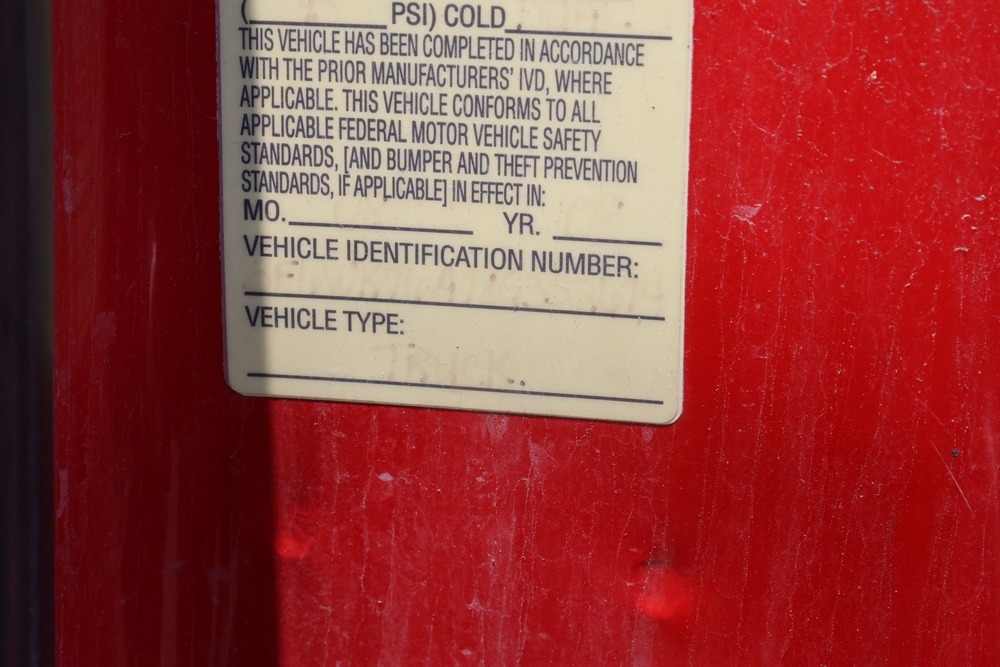 ( PSI) COLD
THIS VEHICLE HAS BEEN COMPLETED IN ACCORDANCE
WITH THE PRIOR MANUFACTURERS' IVD, WHERE
APPLICABLE. THIS VEHICLE CONFORMS TO ALL
APPLICABLE FEDERAL MOTOR VEHICLE SAFETY
STANDARDS, [AND BUMPER AND THEFT PREVENTION
STANDARDS, IF APPLICABLE] IN EFFECT IN:
MO. YR.
VEHICLE IDENTIFICATION NUMBER:
VEHICLE TYPE:
TRUCK